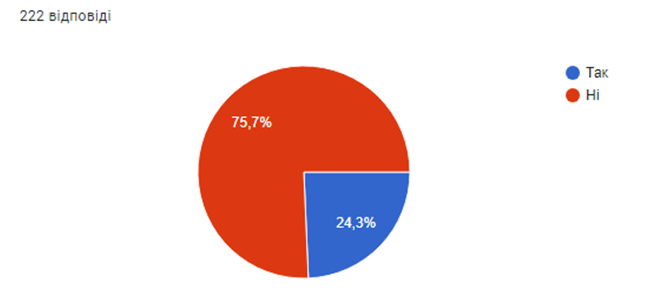 222 відповіді
Так
Ні
75,7%
24,3%